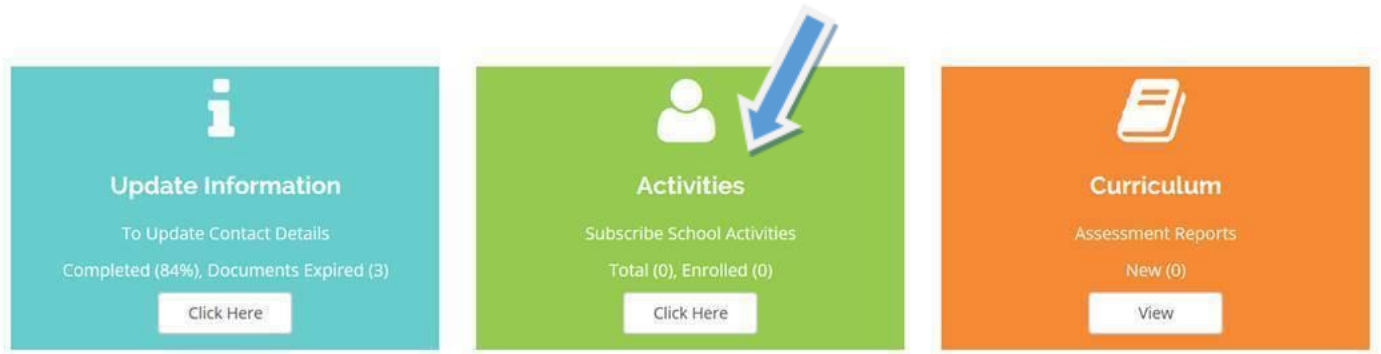 Update Information
To Update Contact Details
Completed (84%), Documents Expired (3)
Click Here
Activities
Subscribe School Activities
Total (0), Enrolled (0)
Click Here
Curriculum
Assessment Reports
New (0)
View